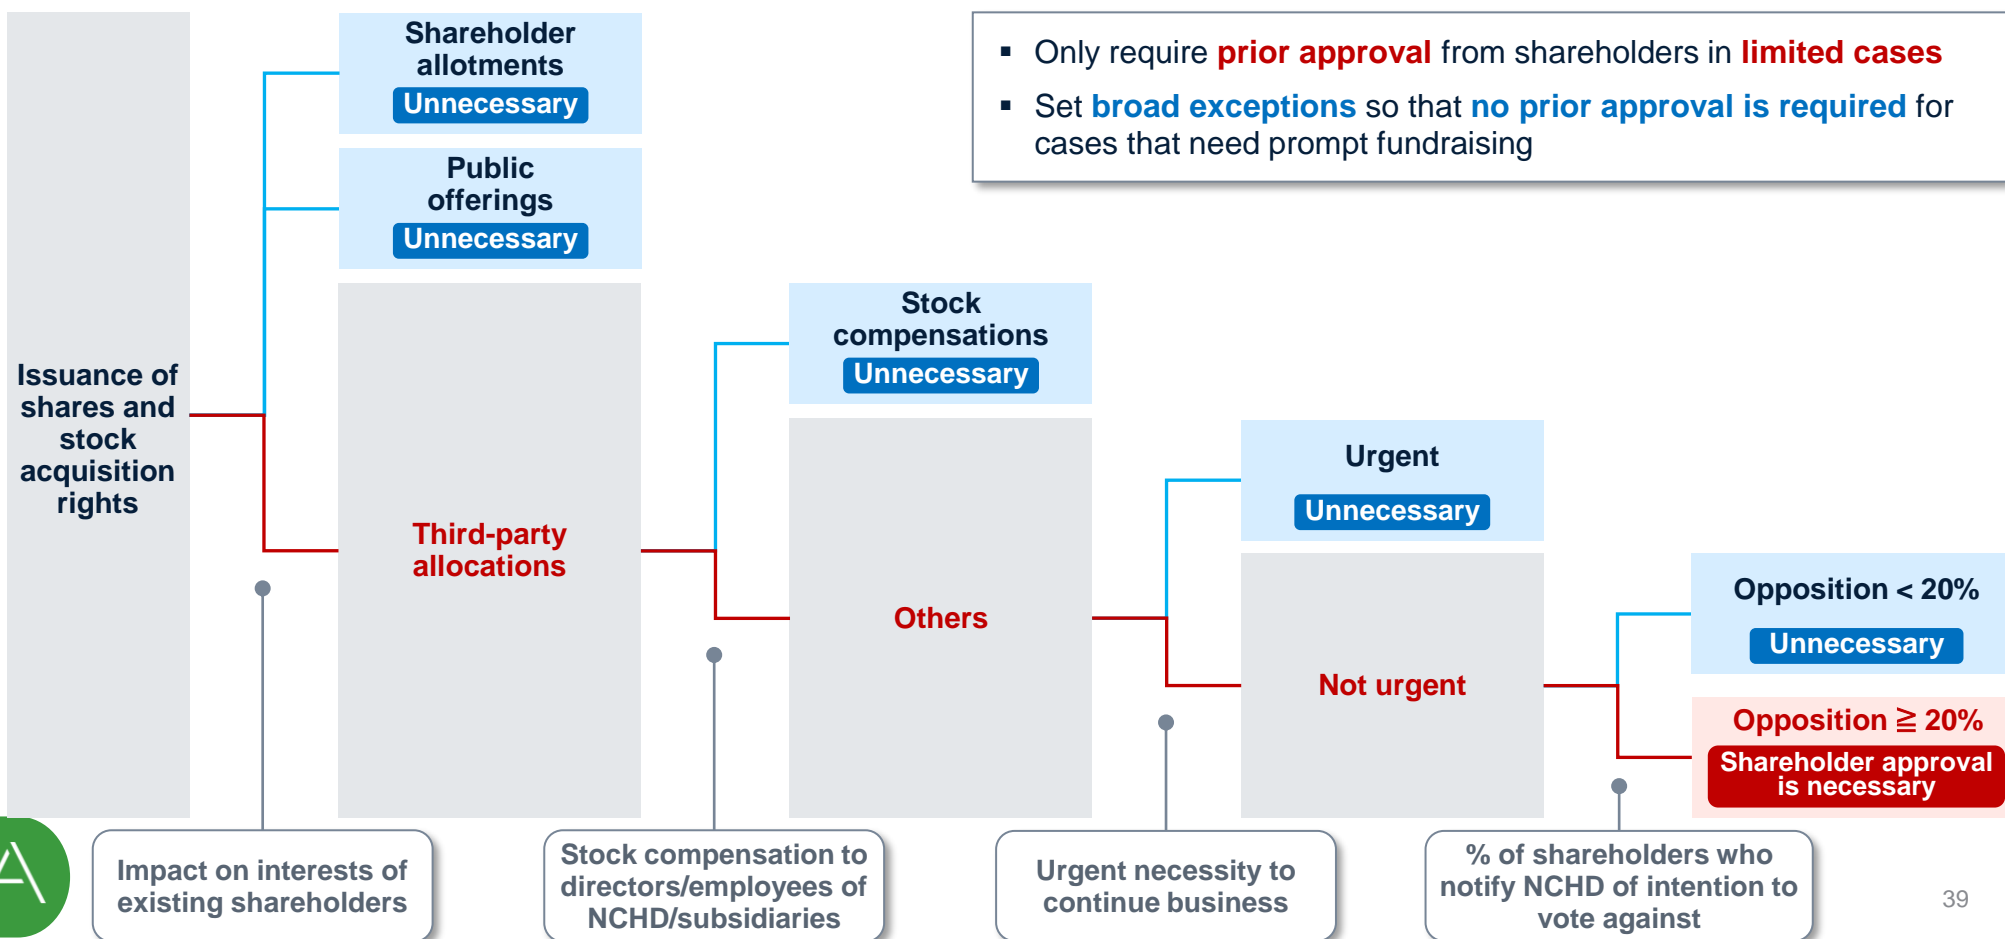 ▪ Only require prior approval from shareholders in limited cases
▪ Set broad exceptions so that no prior approval is required for
cases that need prompt fundraising
Issuance of
shares and
stock
acquisition
rights
Shareholder
allotments
Unnecessary
Public
offerings
Unnecessary
Third-party
allocations
Stock
compensations
Unnecessary
Others
Urgent
Unnecessary
Not urgent
Opposition < 20%
Unnecessary
Opposition ≧ 20%
Shareholder approval
is necessary
Impact on interests of
existing shareholders
Stock compensation to
directors/employees of
NCHD/subsidiaries
Urgent necessity to
continue business
% of shareholders who
notify NCHD of intention to
vote against
39